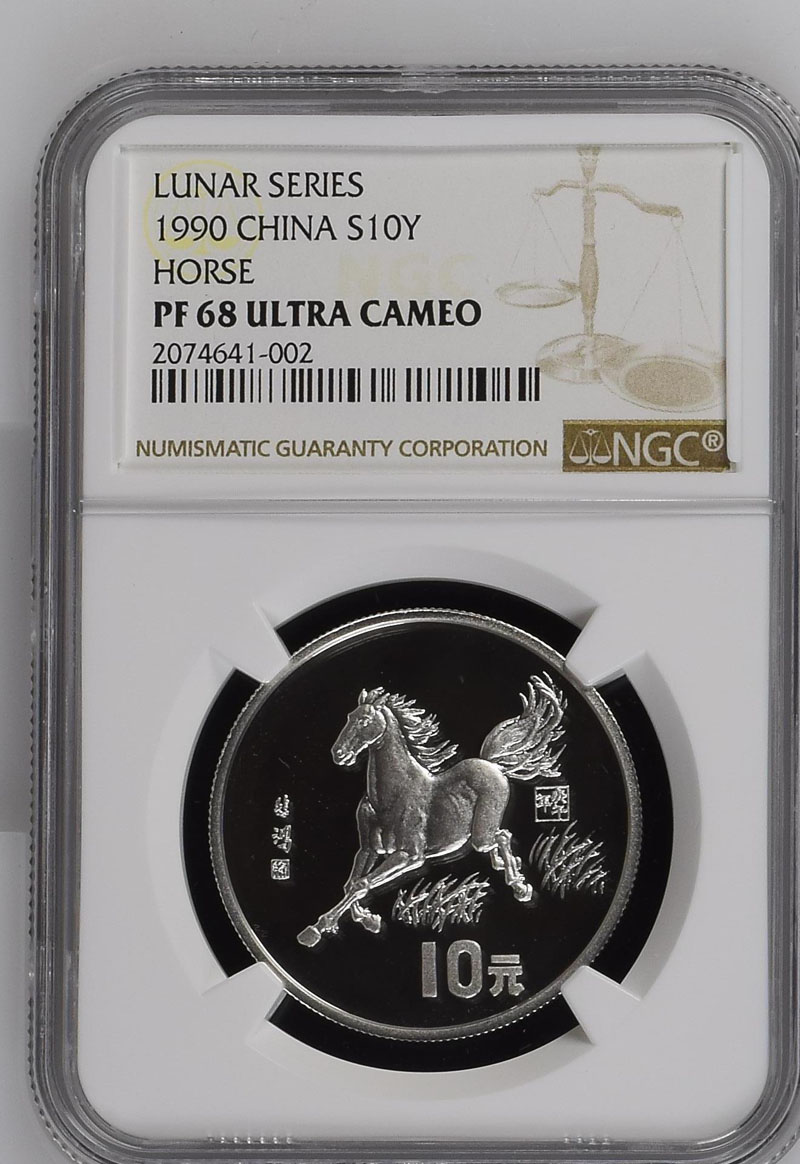 LUNAR SERIES
1990 CHINA S10Y
HORSE
PF 68 ULTRA CAMEO
2074641-002
NUMISMATIC GUARANTY CORPORATION
NGC®
NGC
10元